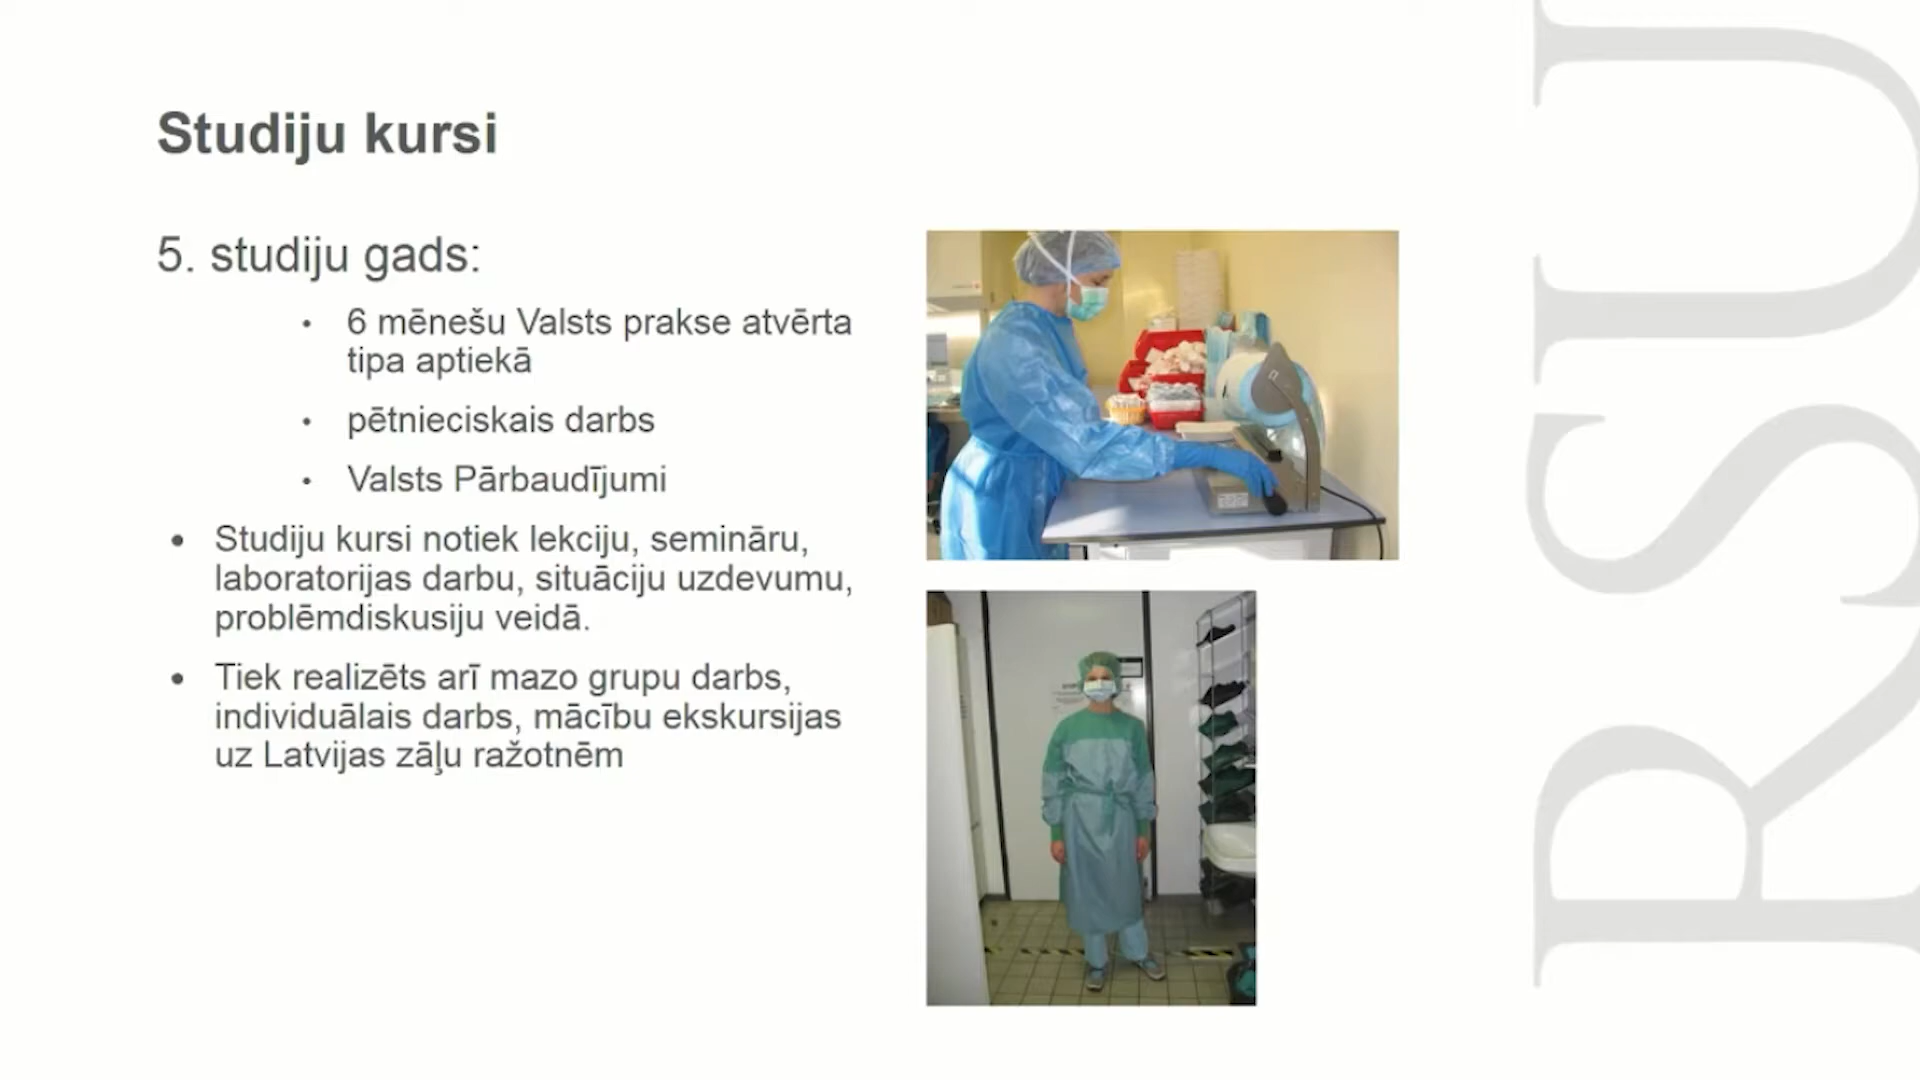 Studiju kursi
5. studiju gads:
• 6 mēnešu Valsts prakse atvērta
tipa aptiekā
• pētnieciskais darbs
• Valsts Pārbaudījumi
• Studiju kursi notiek lekciju, semināru,
laboratorijas darbu, situāciju uzdevumu,
problēmdiskusiju veidā.
• Tiek realizēts arī mazo grupu darbs,
individuālais darbs, mācību ekskursijas
uz Latvijas zāļu ražotnēm
RSU